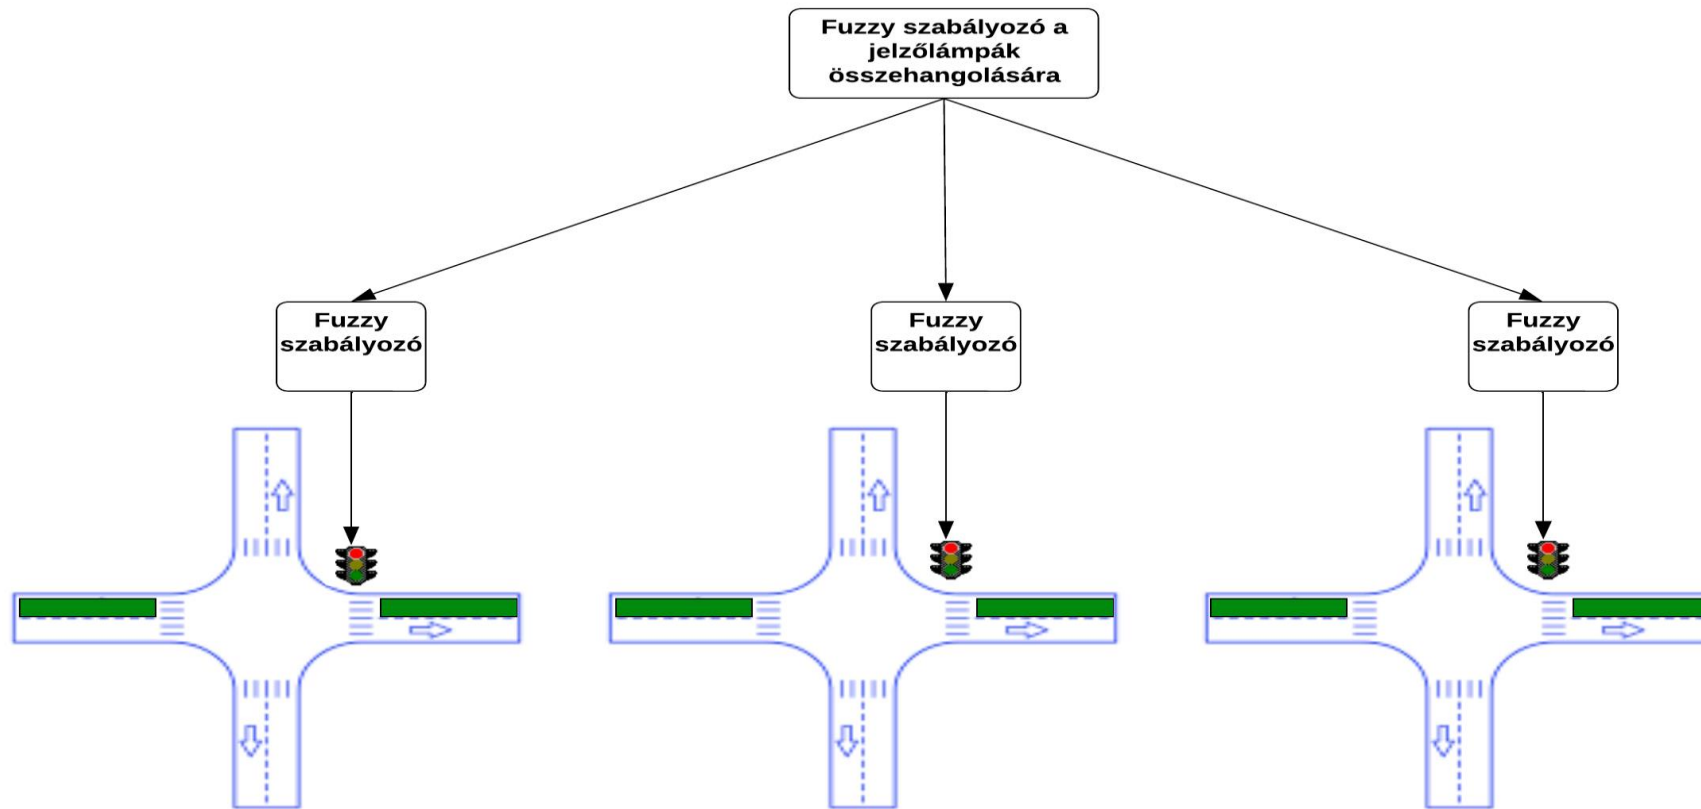 Fuzzy szabályozó a
jelzőlámpák
összehangolására
Fuzzy
szabályozó
Fuzzy
szabályozó
Fuzzy
szabályozó